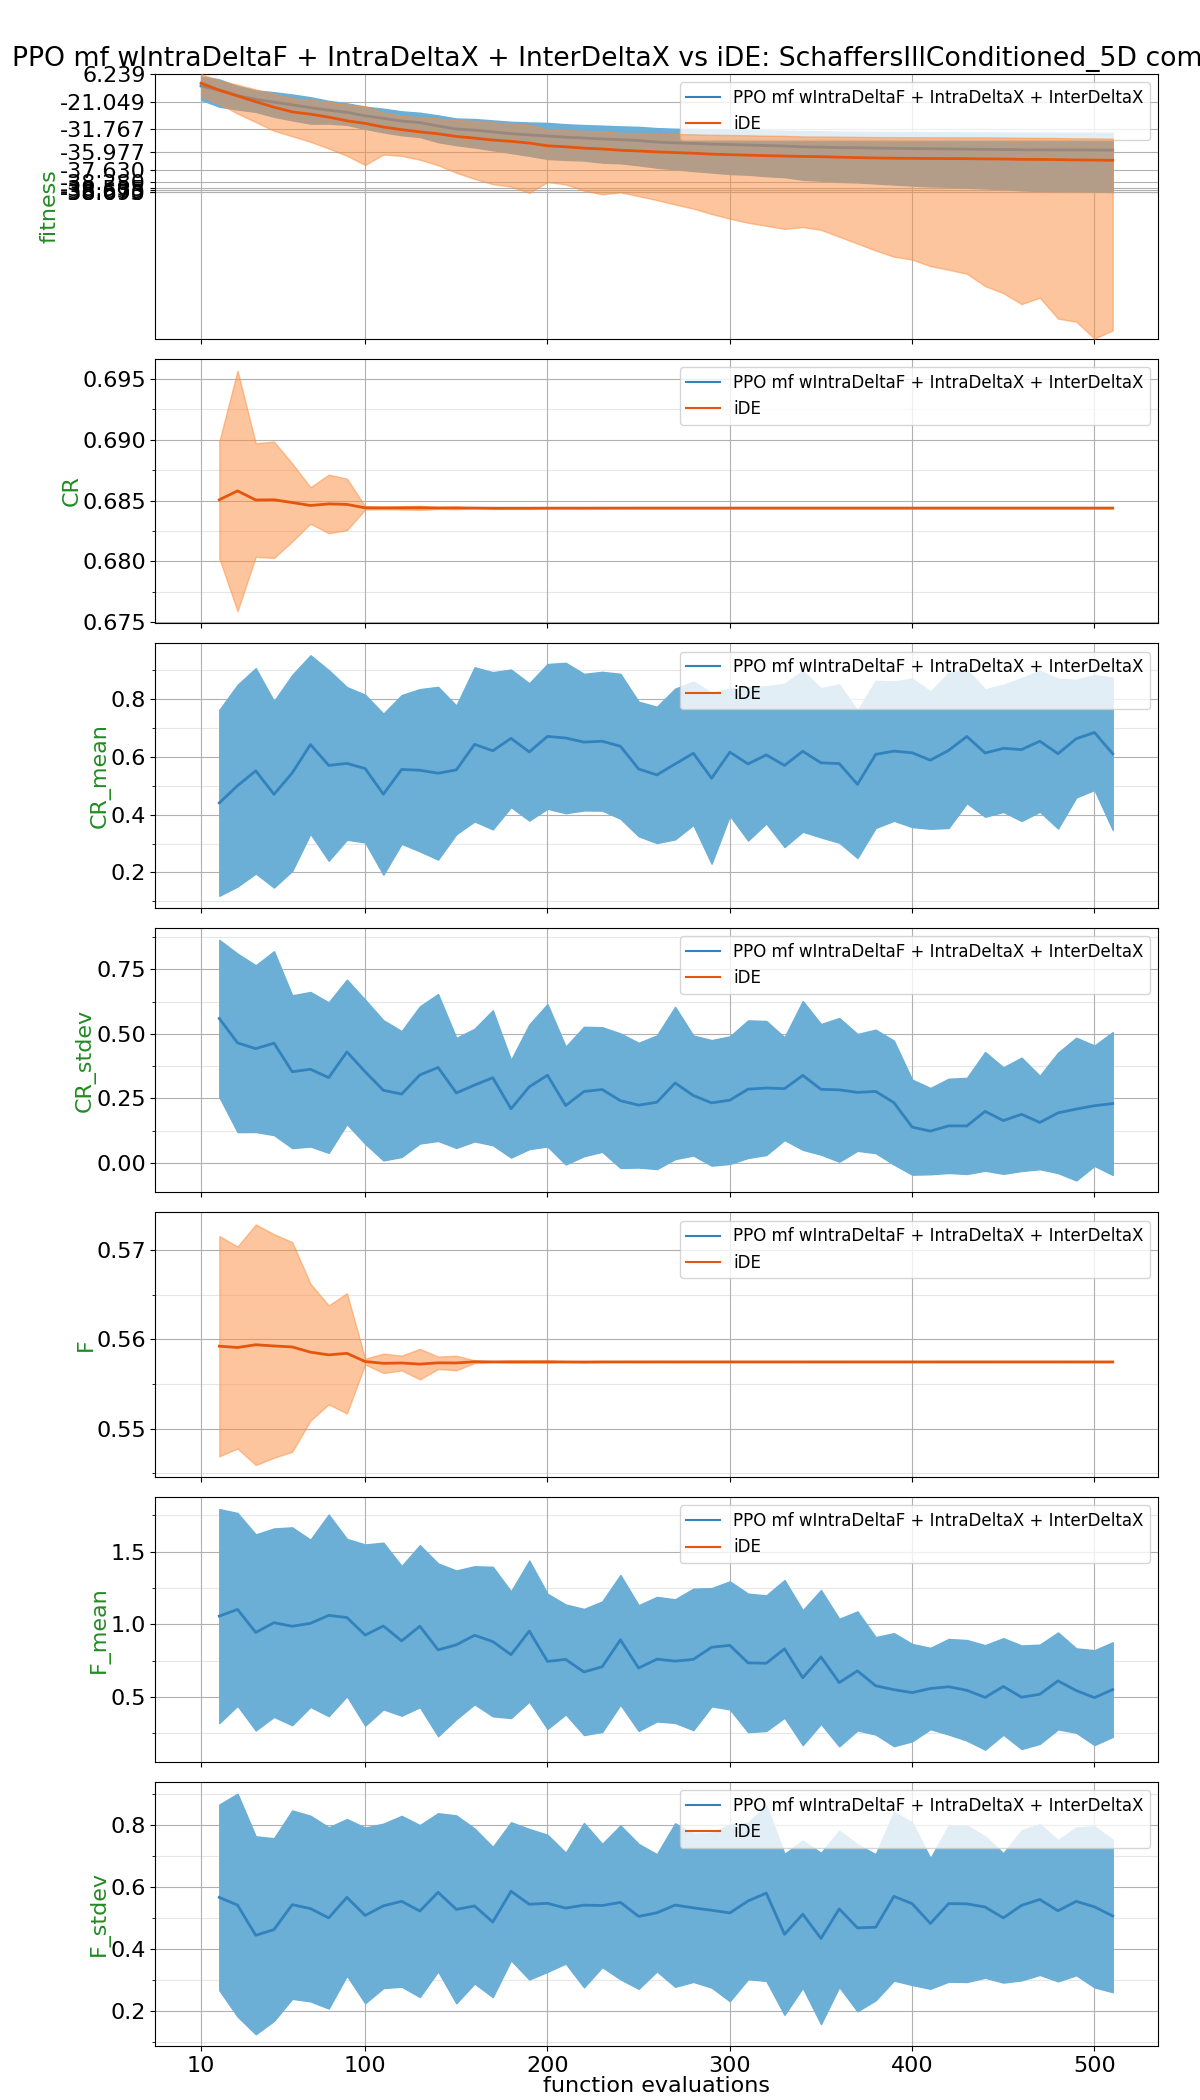 PPO mf wIntraDeltaF + IntraDeltaX + InterDeltaX vs iDE: SchaffersIllConditioned_5D com
6.239
-21.049
-31.767
-35.977
-37.630
fitness
PPO mf wIntraDeltaF + IntraDeltaX + InterDeltaX
iDE
0.695
0.690
0.685
0.680
0.675
CR
PPO mf wIntraDeltaF + IntraDeltaX + InterDeltaX
iDE
0.8
0.6
0.4
0.2
CR_mean
PPO mf wIntraDeltaF + IntraDeltaX + InterDeltaX
iDE
0.75
0.50
0.25
0.00
CR_stdev
PPO mf wIntraDeltaF + IntraDeltaX + InterDeltaX
iDE
0.57
0.56
0.55
F
PPO mf wIntraDeltaF + IntraDeltaX + InterDeltaX
iDE
1.5
1.0
0.5
F_mean
PPO mf wIntraDeltaF + IntraDeltaX + InterDeltaX
iDE
0.8
0.6
0.4
0.2
F_stdev
PPO mf wIntraDeltaF + IntraDeltaX + InterDeltaX
iDE
10 100 200 300 400 500
function evaluations